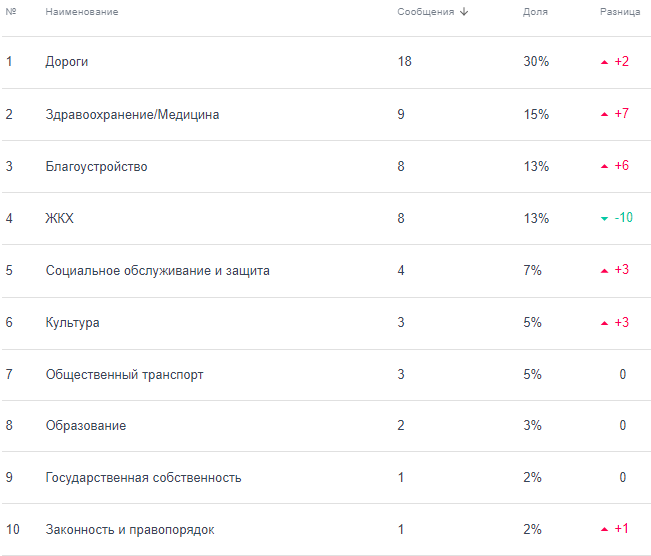 № Наименование Сообщения ↓ Доля Разница
1 Дороги 18 30% ▲ +2
2 Здравоохранение/Медицина 9 15% ▲ +7
3 Благоустройство 8 13% ▲ +6
4 ЖКХ 8 13% ▼ -10
5 Социальное обслуживание и защита 4 7% ▲ +3
6 Культура 3 5% ▲ +3
7 Общественный транспорт 3 5% 0
8 Образование 2 3% 0
9 Государственная собственность 1 2% 0
10 Законность и правопорядок 1 2% ▲ +1